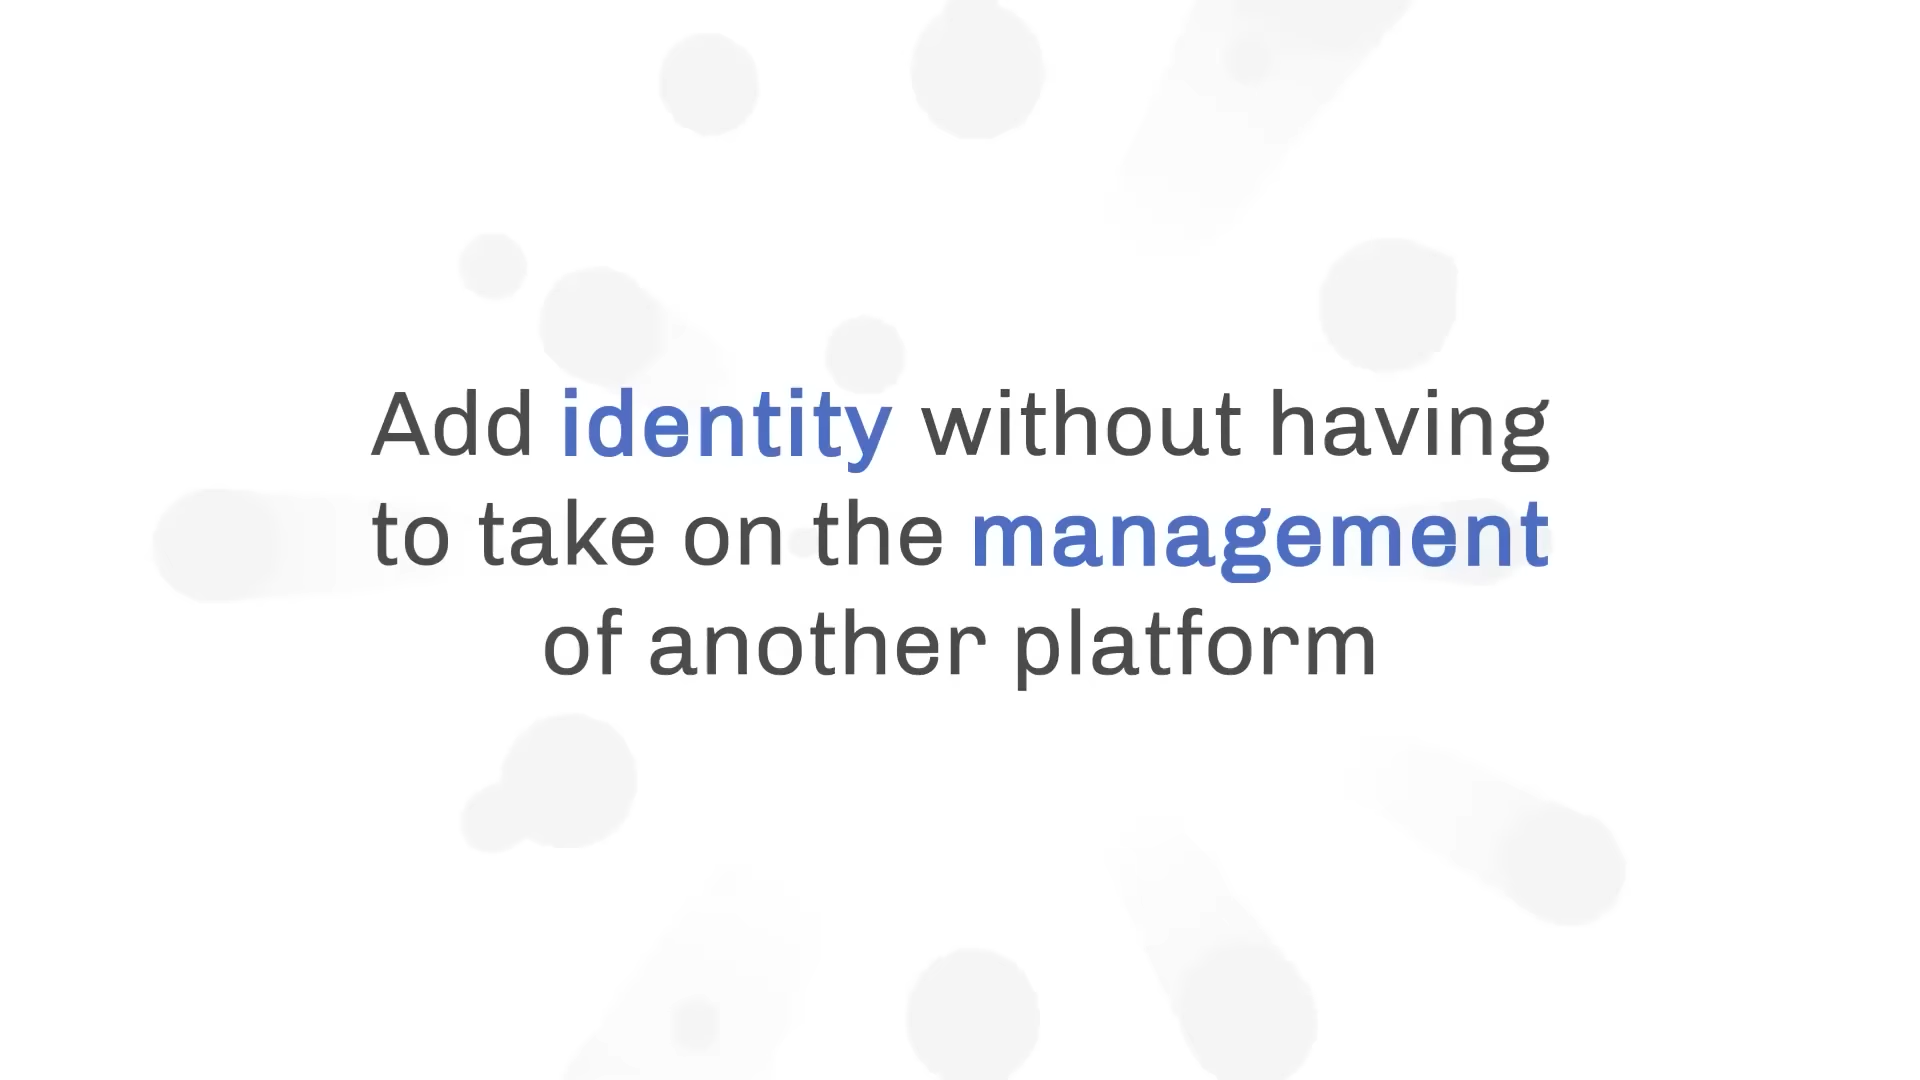 Add identity without having
to take on the management
of another platform